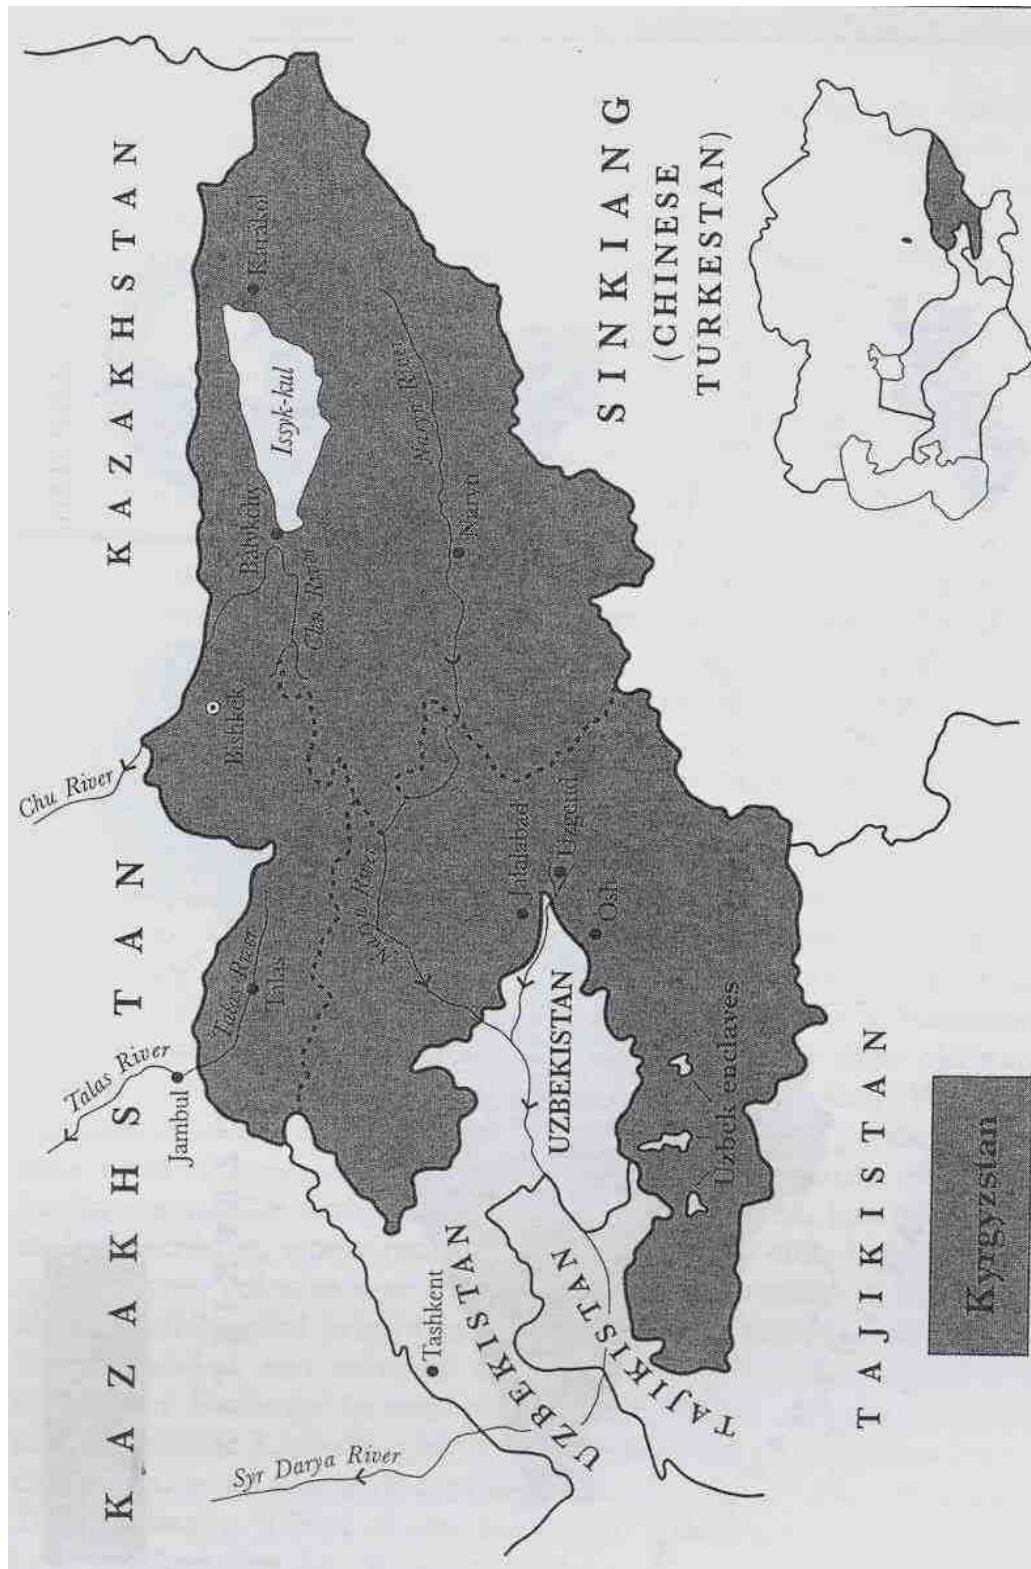 Chu River
Talas River
KAZAKHSTAN
KAZAKHSTAN
Jambul
Syr Darya River
Talas River
Bishkek
Balykchy
Karakol
Talas
Issyk-kul
Chu River
Naryn River
Naryn River
Tashkent
Naryn
Jalalabad
UZBEKISTAN
UZBEKISTAN
Uzgend
Osh
TAJIKISTAN
SINKIANG
(CHINESE
TURKESTAN)
Uzbek enclaves
TAJIKISTAN
Kyrgyzstan